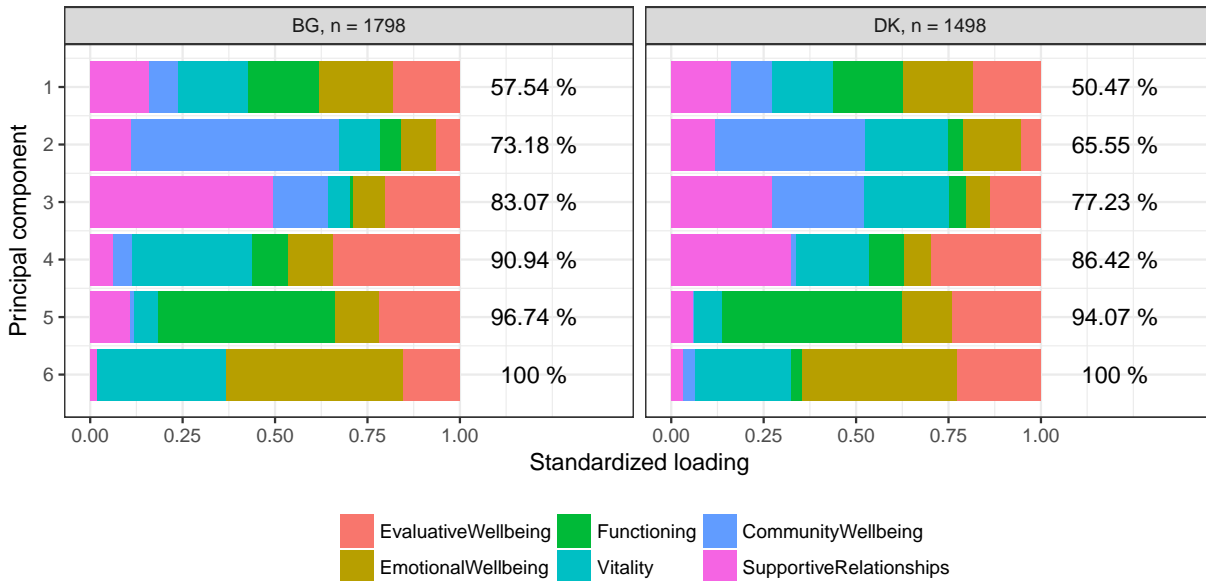 BG, n = 1798
DK, n = 1498
Principal component
1
2
3
4
5
6
57.54 %
73.18 %
83.07 %
90.94 %
96.74 %
100 %
50.47 %
65.55 %
77.23 %
86.42 %
94.07 %
100 %
0.00 0.25 0.50 0.75 1.00
0.00 0.25 0.50 0.75 1.00
Standardized loading
EvaluativeWellbeing Functioning CommunityWellbeing
EmotionalWellbeing Vitality SupportiveRelationships